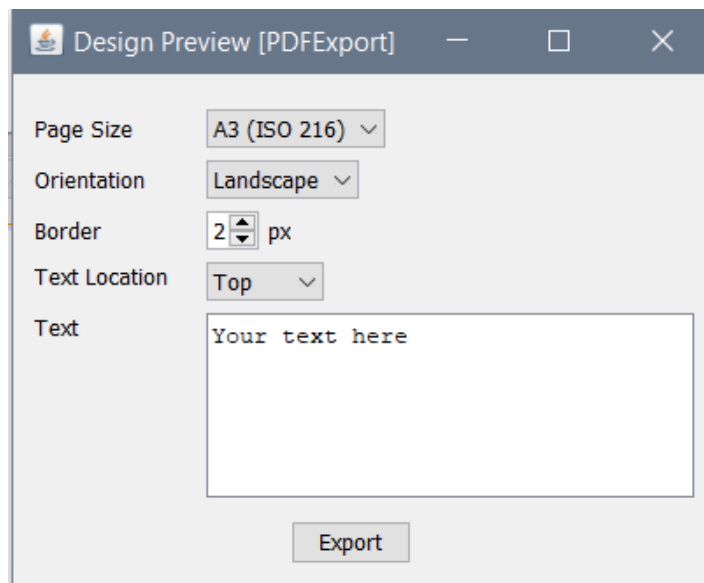 Design Preview [PDFExport]
Page Size A3 (ISO 216)
Orientation Landscape
Border 2 px
Text Location Top
Text Your text here
Export